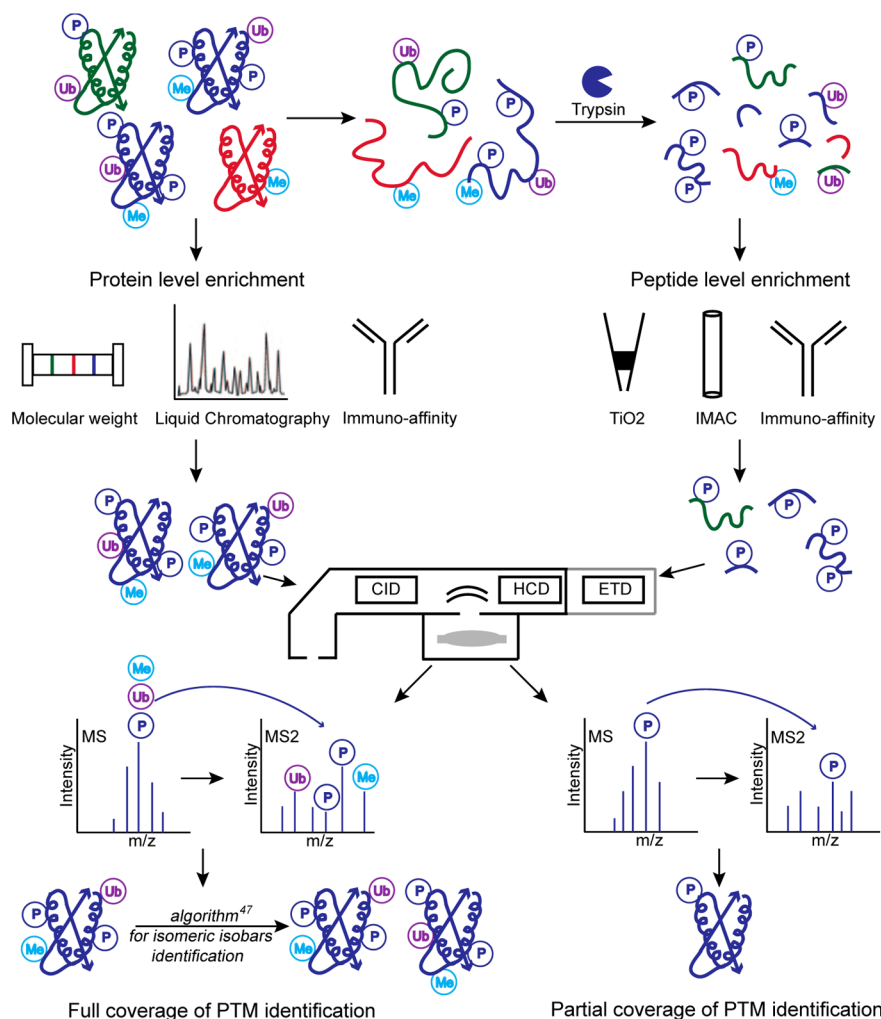 P
P
Ub
P
Ub
Me
P
P
Ub
P
Me
Me
Ub
P
P
P
Me
Me
Ub
Trypsin
P
P
Ub
P
P
P
Me
Ub
Protein level enrichment
Peptide level enrichment
Molecular weight
Liquid Chromatography
Immuno-affinity
TiO2
IMAC
Immuno-affinity
P
Ub
P
Me
Ub
P
P
Me
P
P
P
P
P
CID
HCD
ETD
Me
Ub
P
MS
Intensity
m/z
MS2
Intensity
Ub
P
P
Me
m/z
MS
Intensity
P
m/z
MS2
Intensity
P
m/z
Ub
P
P
Me
algorithm47
for isomeric isobars
identification
Ub
P
P
Me
P
Ub
P
Me
P
Full coverage of PTM identification
Partial coverage of PTM identification